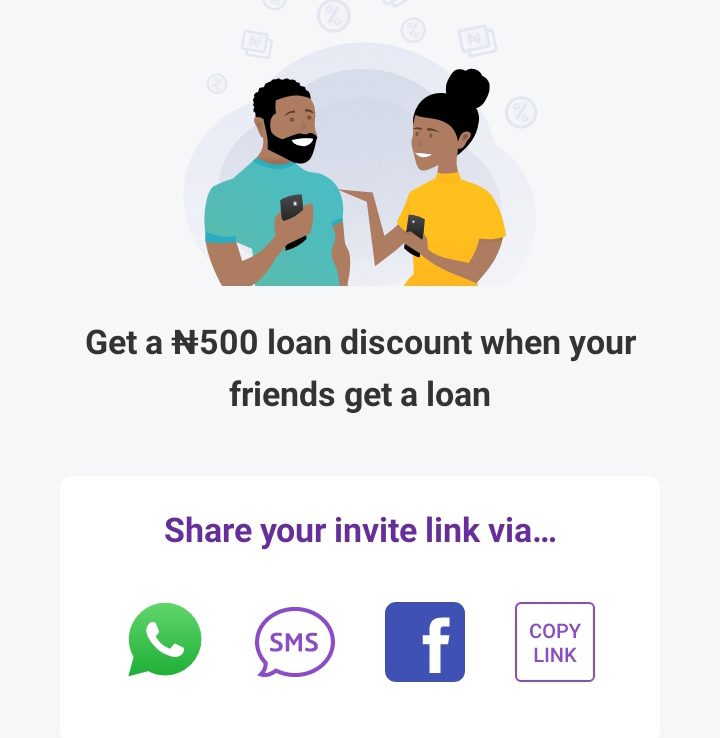 Get a ₦500 loan discount when your
friends get a loan
Share your invite link via...
SMS
COPY
LINK